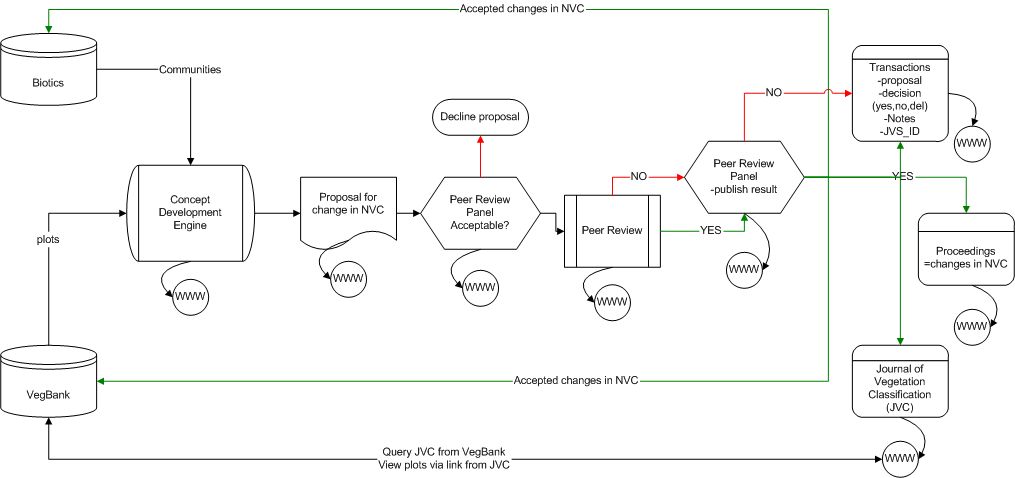 Accepted changes in NVC
Biotics
Communities
Transactions
-proposal
-decision
(yes,no,del)
-Notes
-JVS_ID
NO
WWW
Decline proposal
Peer Review
Panel
-publish result
NO
YES
Concept
Development
Engine
Proposal for
change in NVC
Peer Review
Panel
Acceptable?
Peer Review
YES
plots
Proceedings
=changes in NVC
WWW
WWW
WWW
WWW
WWW
WWW
WWW
VegBank
Accepted changes in NVC
Journal of
Vegetation
Classification
(JVC)
Query JVC from VegBank
View plots via link from JVC
WWW